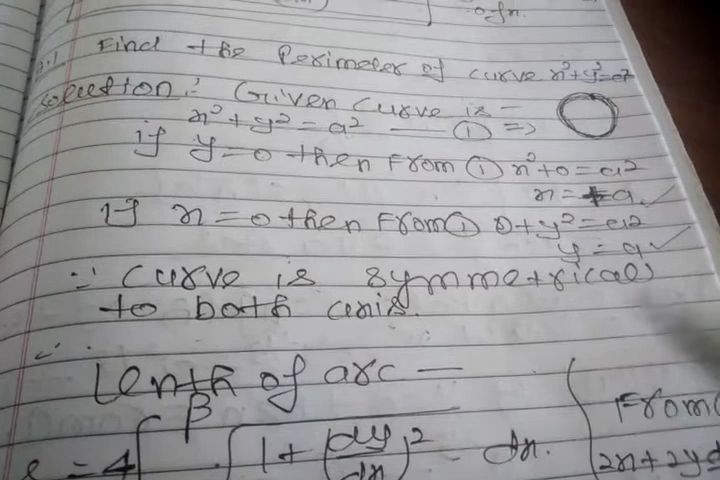 of x.
Q.1 Find the Perimeter of curve x²+y²=a²
Solution:- Given curve is -
x² + y² = a² — ① ⇒
if y=0 then From ① x²+0=a²
x = ±a ✓
If x=0 then From ① 0+y²=a²
y=a ✓
∵ curve is symmetrical
to both axis.
∴
Lenth of arc —
s = 4∫ β √1+(dy/dx)² dx. From
2x+2y